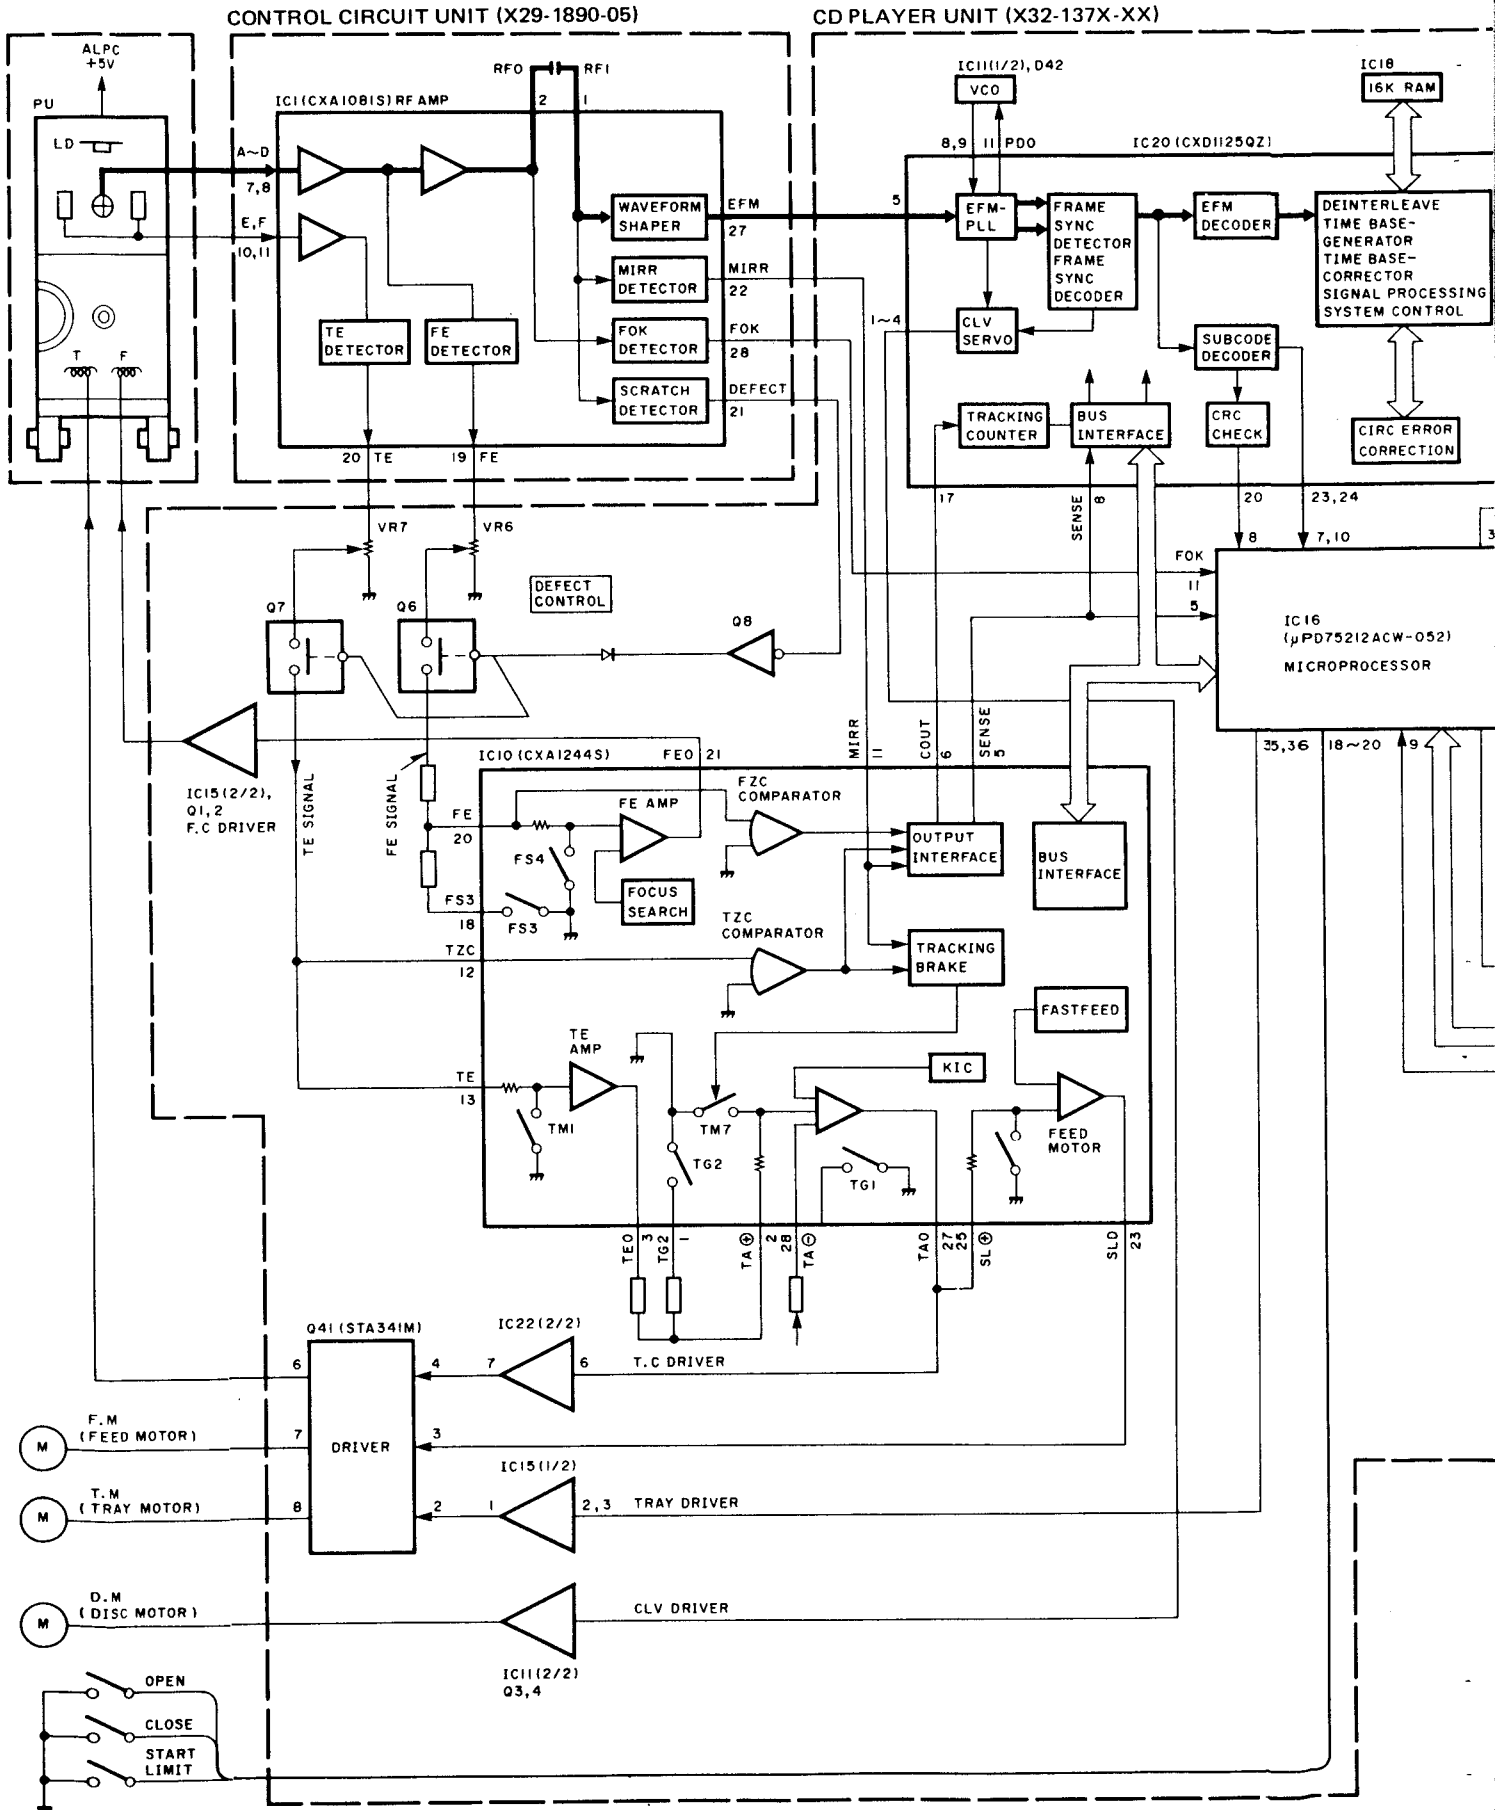 CONTROL CIRCUIT UNIT (X29-1890-05)
CD PLAYER UNIT (X32-137X-XX)
ALPC
+5V
PU
LD
T
F
IC1 (CXA1081S) RF AMP
RFO
RFI
2
1
A~D
7,8
E,F
10,11
WAVEFORM
SHAPER
EFM
27
MIRR
DETECTOR
MIRR
22
TE
DETECTOR
FE
DETECTOR
FOK
DETECTOR
FOK
28
SCRATCH
DETECTOR
DEFECT
21
20 TE
19 FE
IC11(1/2), D42
VCO
8,9
11 PDO
IC20 (CXD1125QZ)
IC18
16K RAM
5
EFM-
PLL
FRAME
SYNC
DETECTOR
FRAME
SYNC
DECODER
EFM
DECODER
DEINTERLEAVE
TIME BASE-
GENERATOR
TIME BASE-
CORRECTOR
SIGNAL PROCESSING
SYSTEM CONTROL
1~4
CLV
SERVO
SUBCODE
DECODER
TRACKING
COUNTER
BUS
INTERFACE
CRC
CHECK
CIRC ERROR
CORRECTION
17
SENSE
8
20
23,24
8
7,10
3
VR7
VR6
DEFECT
CONTROL
Q7
Q6
Q8
FOK
11
5
IC16
(μPD75212ACW-052)
MICROPROCESSOR
35,36
18~20
9
IC15(2/2),
Q1,2
F.C DRIVER
TE SIGNAL
FE SIGNAL
IC10 (CXA1244S)
FEO 21
MIRR
11
COUT
6
SENSE
5
FE
20
FE AMP
FZC
COMPARATOR
OUTPUT
INTERFACE
BUS
INTERFACE
FS4
FOCUS
SEARCH
FS3
18
FS3
TZC
12
TZC
COMPARATOR
TRACKING
BRAKE
FASTFEED
TE
AMP
KIC
TE
13
TM1
TM7
TG2
TG1
FEED
MOTOR
TEO
3
TG2
1
TA⊕
2
28
TA⊖
TAO
27
25
SL⊕
SLO
23
Q41 (STA341M)
IC22(2/2)
6
4
7
6
T.C DRIVER
F.M
(FEED MOTOR)
M
7
DRIVER
3
IC15(1/2)
T.M
(TRAY MOTOR)
M
8
2
1
2,3
TRAY DRIVER
D.M
(DISC MOTOR)
M
CLV DRIVER
IC11(2/2)
Q3,4
OPEN
CLOSE
START
LIMIT